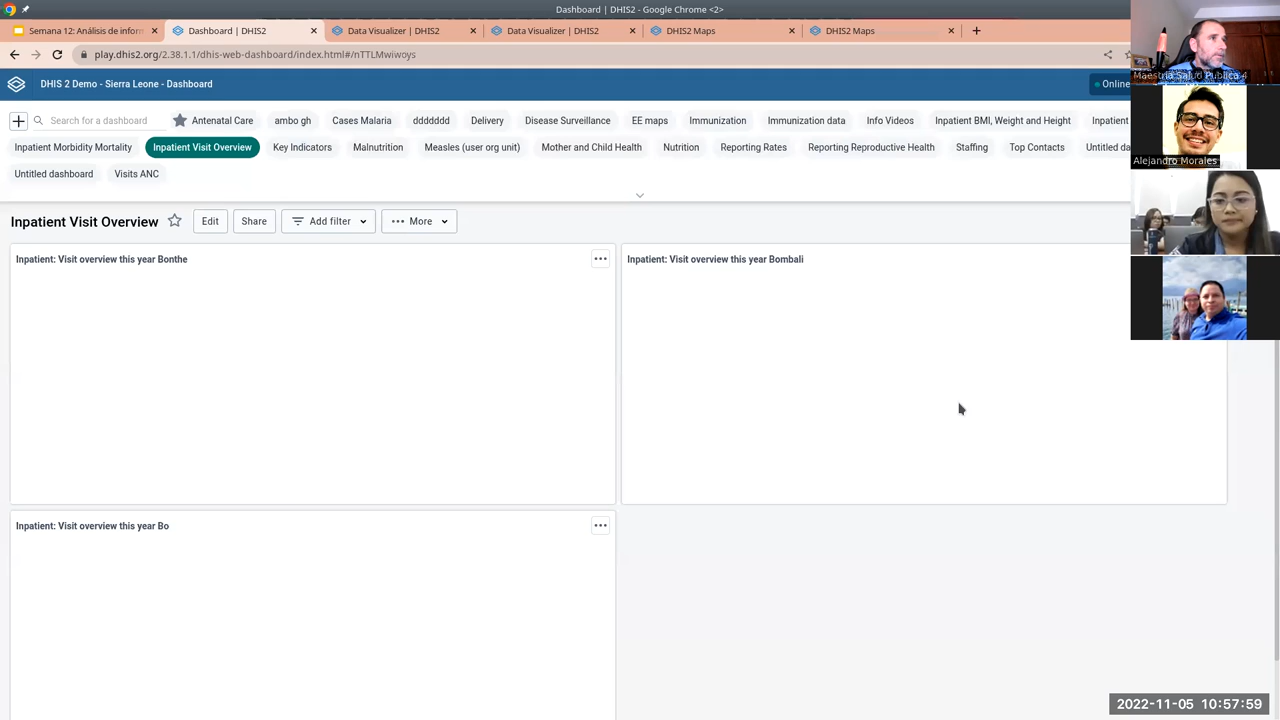 Dashboard | DHIS2 - Google Chrome <2>
Semana 12: Análisis de inform
Dashboard | DHIS2
Data Visualizer | DHIS2
Data Visualizer | DHIS2
DHIS2 Maps
DHIS2 Maps
play.dhis2.org/2.38.1.1/dhis-web-dashboard/index.html#/nTTLMwiwoys
DHIS 2 Demo - Sierra Leone - Dashboard
Online
Search for a dashboard
Antenatal Care
ambo gh
Cases Malaria
ddddddd
Delivery
Disease Surveillance
EE maps
Immunization
Immunization data
Info Videos
Inpatient BMI, Weight and Height
Inpatient
Inpatient Morbidity Mortality
Inpatient Visit Overview
Key Indicators
Malnutrition
Measles (user org unit)
Mother and Child Health
Nutrition
Reporting Rates
Reporting Reproductive Health
Staffing
Top Contacts
Untitled da
Untitled dashboard
Visits ANC
Inpatient Visit Overview
Edit
Share
Add filter
More
Inpatient: Visit overview this year Bonthe
Inpatient: Visit overview this year Bombali
Inpatient: Visit overview this year Bo
Maestria Salud Publica 4
Alejandro Morales
2022-11-05 10:57:59